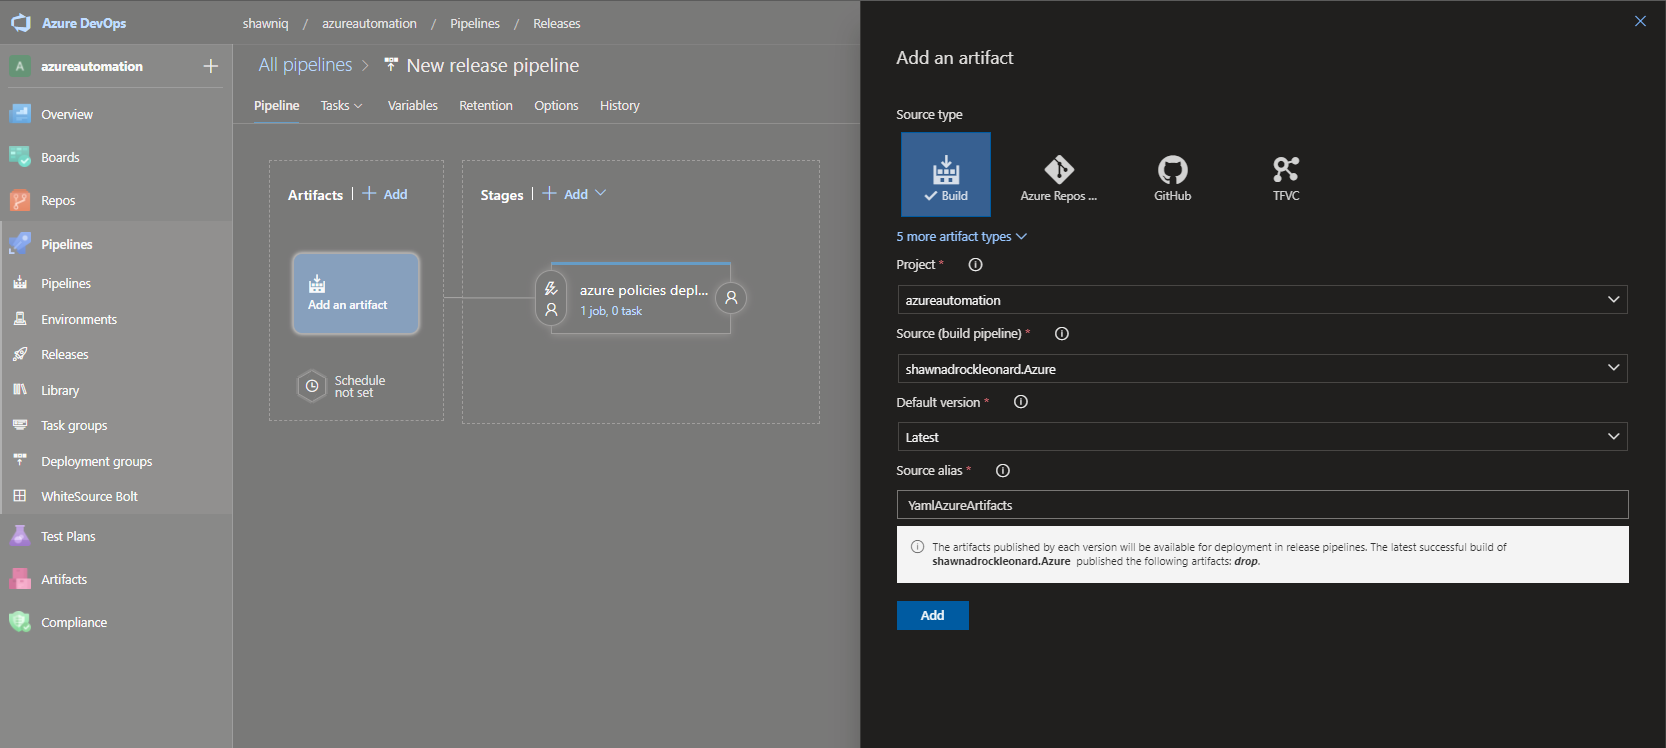 Azure DevOps
shawniq / azureautomation / Pipelines / Releases
A azureautomation
Overview
Boards
Repos
Pipelines
Pipelines
Environments
Releases
Library
Task groups
Deployment groups
WhiteSource Bolt
Test Plans
Artifacts
Compliance
All pipelines > New release pipeline
Pipeline Tasks Variables Retention Options History
Artifacts | + Add
Add an artifact
Schedule
not set
Stages | + Add
azure policies depl...
1 job, 0 task
Add an artifact
Source type
Build
Azure Repos ...
GitHub
TFVC
5 more artifact types
Project *
azureautomation
Source (build pipeline) *
shawnadrockleonard.Azure
Default version *
Latest
Source alias *
YamlAzureArtifacts
The artifacts published by each version will be available for deployment in release pipelines. The latest successful build of
shawnadrockleonard.Azure published the following artifacts: drop.
Add